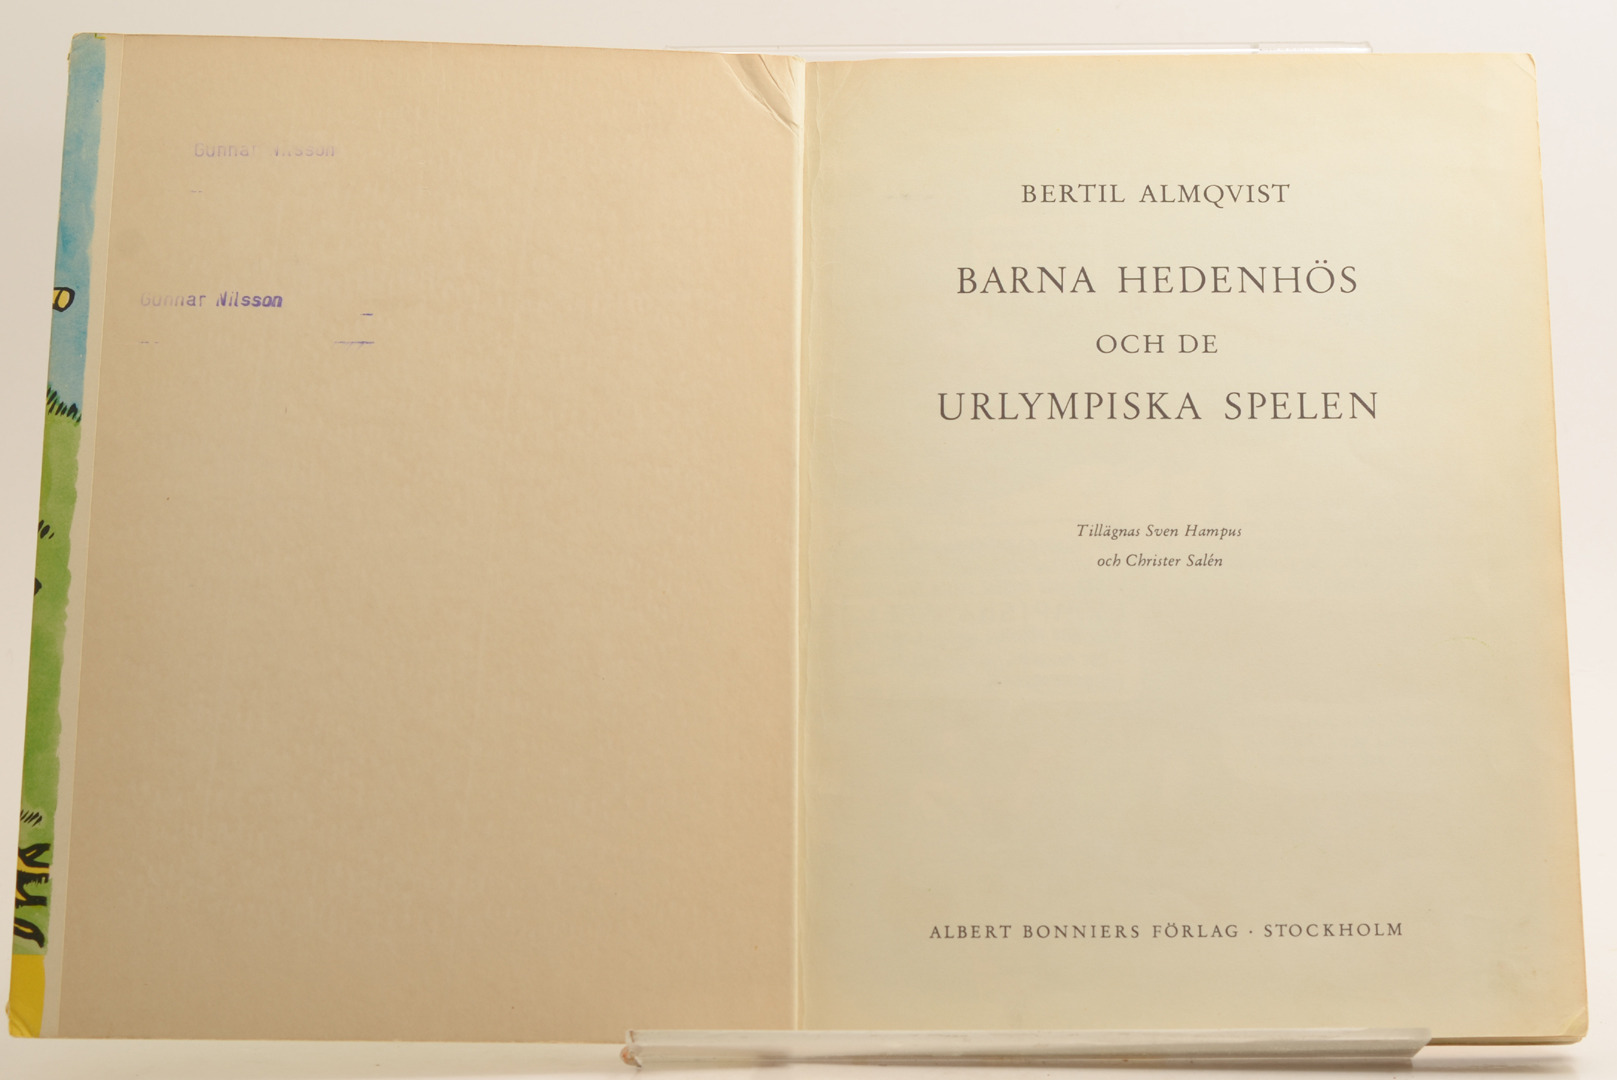 Gunnar Nilsson
Gunnar Nilsson
BERTIL ALMQVIST
BARNA HEDENHÖS
OCH DE
URLYMPISKA SPELEN
Tillägnas Sven Hampus
och Christer Salén
ALBERT BONNIERS FÖRLAG · STOCKHOLM